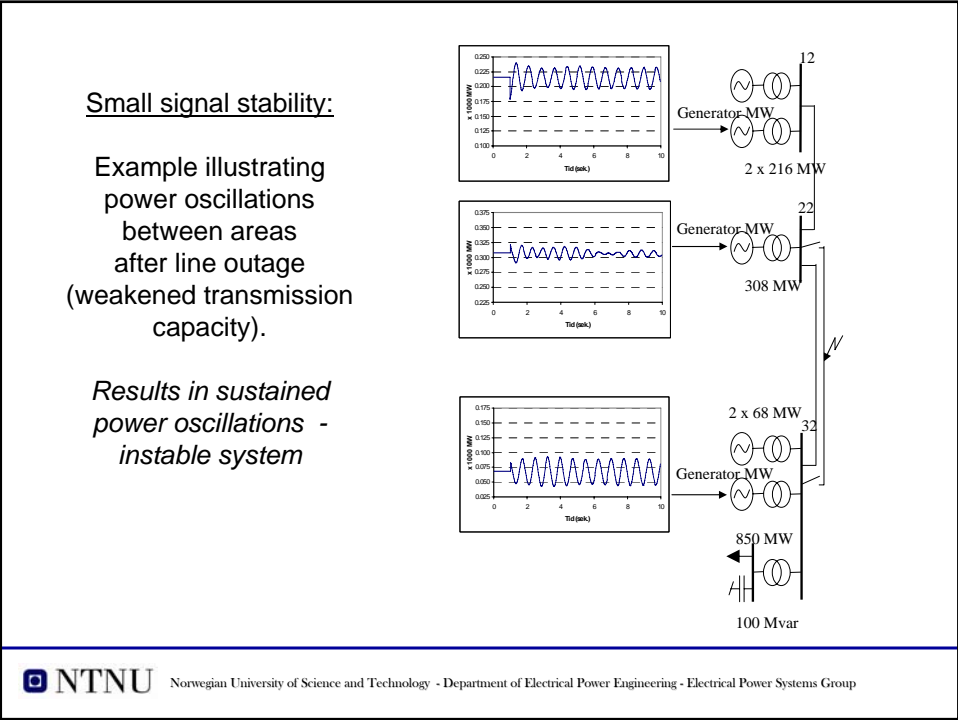 Small signal stability:
Example illustrating
power oscillations
between areas
after line outage
(weakened transmission
capacity).
Results in sustained
power oscillations -
instable system
0.250
0.225
0.200
0.175
0.150
0.125
0.100
x 1000 MW
0 2 4 6 8 10
Tid (sek.)
Generator MW
12
2 x 216 MW
0.375
0.350
0.325
0.300
0.275
0.250
0.225
x 1000 MW
0 2 4 6 8 10
Tid (sek.)
Generator MW
22
308 MW
0.175
0.150
0.125
0.100
0.075
0.050
0.025
x 1000 MW
0 2 4 6 8 10
Tid (sek.)
2 x 68 MW
32
Generator MW
850 MW
100 Mvar
NTNU Norwegian University of Science and Technology - Department of Electrical Power Engineering - Electrical Power Systems Group